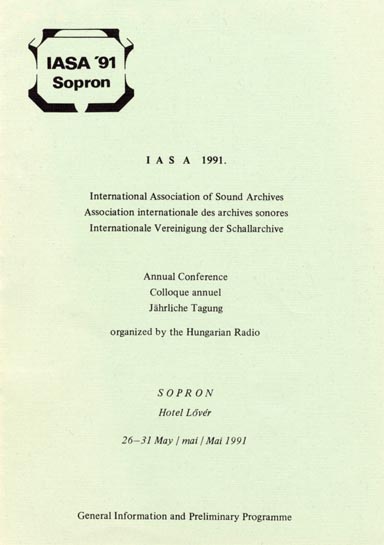 IASA '91
Sopron
I A S A 1991.
International Association of Sound Archives
Association internationale des archives sonores
Internationale Vereinigung der Schallarchive
Annual Conference
Colloque annuel
Jährliche Tagung
organized by the Hungarian Radio
SOPRON
Hotel Lővér
26–31 May / mai / Mai 1991
General Information and Preliminary Programme